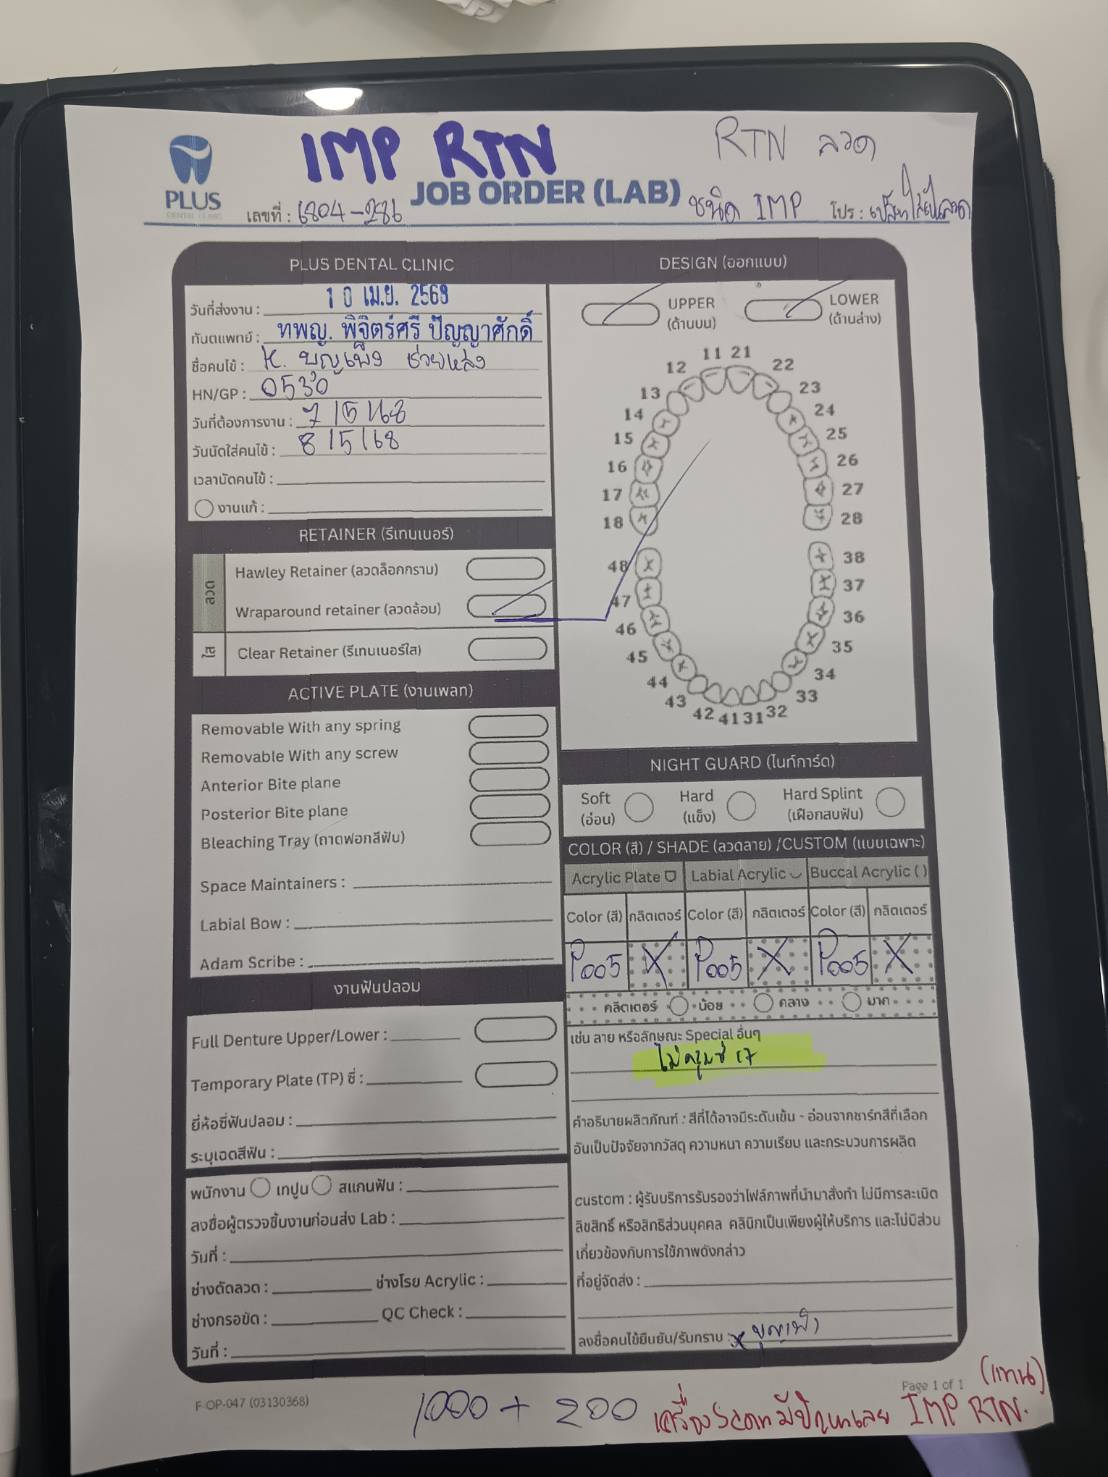 IMP RTN
RTN ลวด
PLUS
DENTAL CLINIC
JOB ORDER (LAB)
เลขที่ : 6804-286
ชนิด IMP
โปร :
PLUS DENTAL CLINIC
วันที่ส่งงาน : 10 เม.ย. 2569
ทันตแพทย์ : ทพญ. พิจิตร์ศรี ปัญญาศักดิ์
ชื่อคนไข้ : K. บุญเพ็ง
HN/GP : 0530
วันที่ต้องการงาน : 7/5/68
วันนัดใส่คนไข้ : 8/5/68
เวลานัดคนไข้ :
งานแก้ :
DESIGN (ออกแบบ)
UPPER (ด้านบน)
LOWER (ด้านล่าง)
11 21
12 22
13 23
14 24
15 25
16 26
17 27
18 28
48 38
47 37
46 36
45 35
44 34
43 33
42 41 31 32
RETAINER (รีเทนเนอร์)
ลวด
Hawley Retainer (ลวดล็อกกราม)
Wraparound retainer (ลวดล้อม)
ใส
Clear Retainer (รีเทนเนอร์ใส)
ACTIVE PLATE (งานเพลท)
Removable With any spring
Removable With any screw
Anterior Bite plane
Posterior Bite plane
Bleaching Tray (ถาดฟอกสีฟัน)
Space Maintainers :
Labial Bow :
Adam Scribe :
NIGHT GUARD (ไนท์การ์ด)
Soft (อ่อน)
Hard (แข็ง)
Hard Splint (เฝือกสบฟัน)
COLOR (สี) / SHADE (ลวดลาย) /CUSTOM (แบบเฉพาะ)
Acrylic Plate
Labial Acrylic
Buccal Acrylic ( )
Color (สี) กลิตเตอร์ Color (สี) กลิตเตอร์ Color (สี) กลิตเตอร์
P005 X P005 X P005 X
กลิตเตอร์ น้อย กลาง มาก
เช่น ลาย หรือลักษณะ Special อื่นๆ
งานฟันปลอม
Full Denture Upper/Lower :
Temporary Plate (TP) ซี่ :
ยี่ห้อซี่ฟันปลอม :
ระบุเฉดสีฟัน :
คำอธิบายผลิตภัณฑ์ : สีที่ได้อาจมีระดับเข้ม - อ่อนจากชาร์ทสีที่เลือก
อันเป็นปัจจัยจากวัสดุ ความหนา ความเรียบ และกระบวนการผลิต
พนักงาน เทปูน สแกนฟัน :
ลงชื่อผู้ตรวจชิ้นงานก่อนส่ง Lab :
วันที่ :
ช่างดัดลวด : ช่างโรย Acrylic :
ช่างกรอขัด : QC Check :
วันที่ :
custom : ผู้รับบริการรับรองว่าไฟล์ภาพที่นำมาสั่งทำ ไม่มีการละเมิด
ลิขสิทธิ์ หรือสิทธิส่วนบุคคล คลินิกเป็นเพียงผู้ให้บริการ และไม่มีส่วน
เกี่ยวข้องกับการใช้ภาพดังกล่าว
ที่อยู่จัดส่ง :
ลงชื่อคนไข้ยืนยัน/รับทราบ : x บุญเพ็ง
F-OP-047 (03130368)
Page 1 of 1
1000 + 200
เครื่อง Scan มีปัญหาเลย IMP RTN. (แทน)